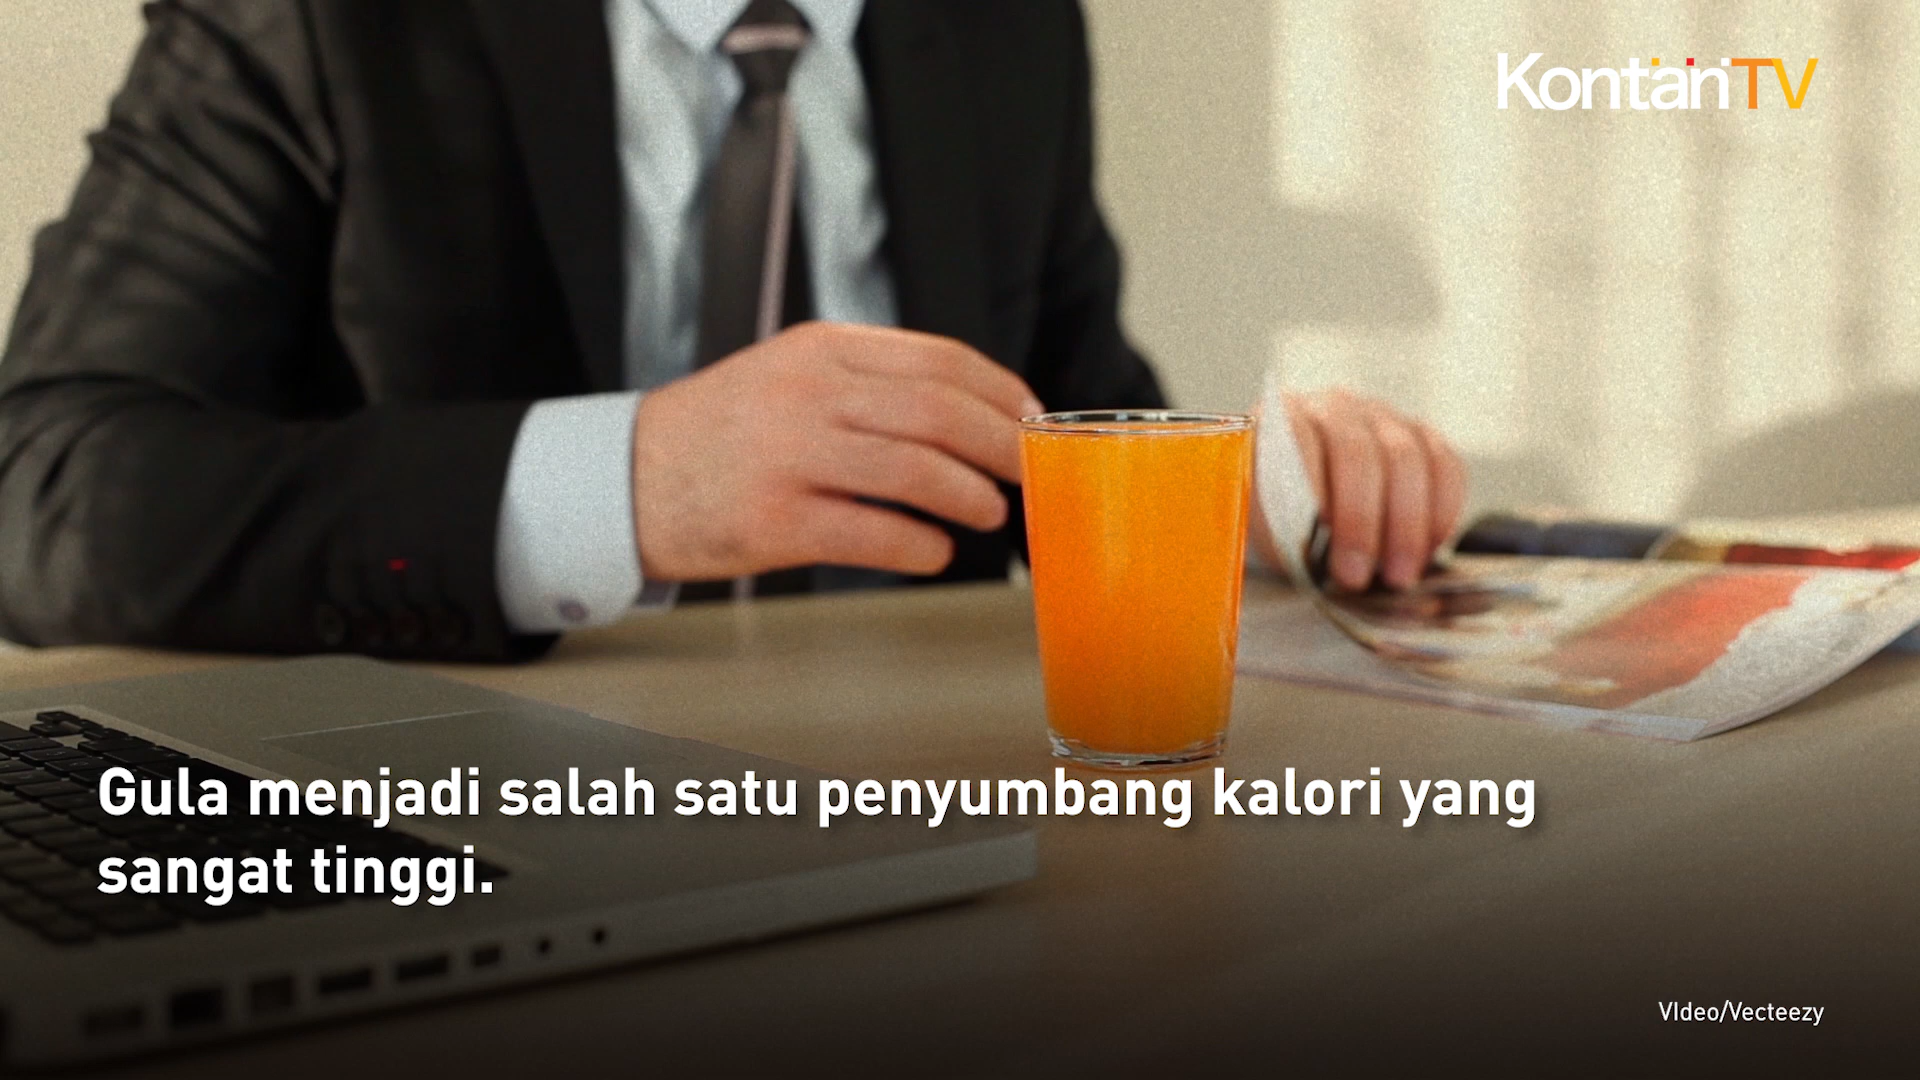 KontanTV
Gula menjadi salah satu penyumbang kalori yang
sangat tinggi.
VIdeo/Vecteezy